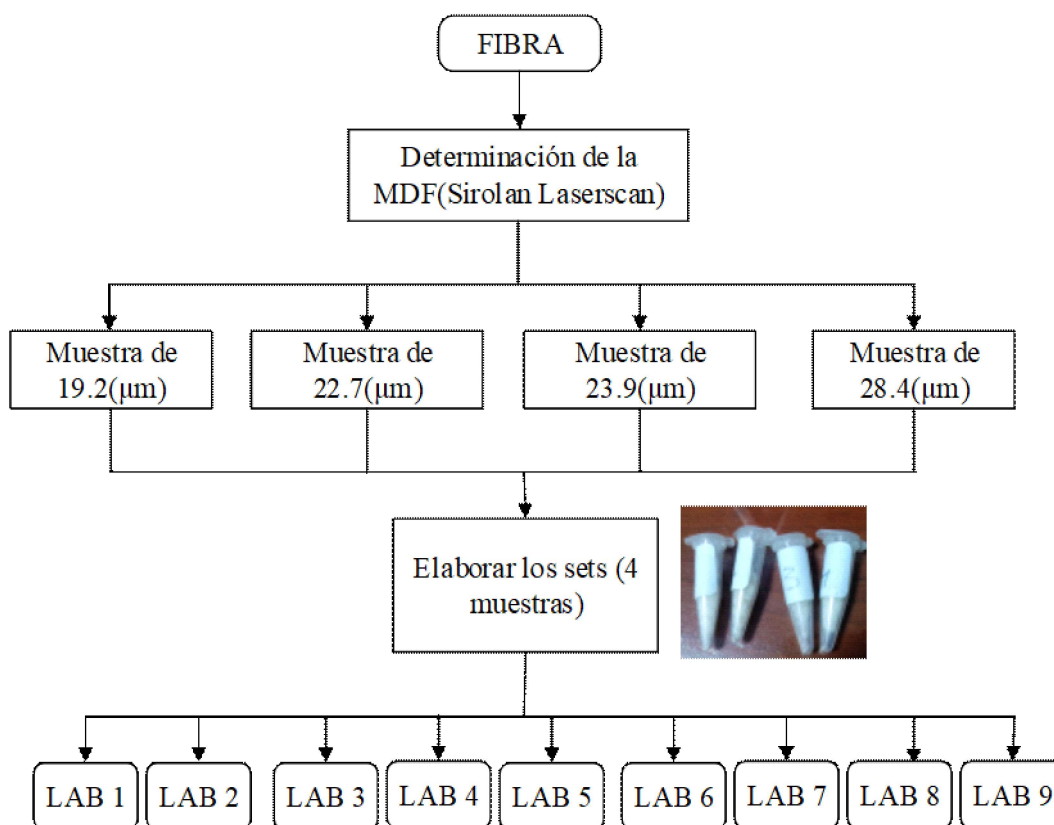 FIBRA
Determinación de la
MDF(Sirolan Laserscan)
Muestra de
19.2(μm)
Muestra de
22.7(μm)
Muestra de
23.9(μm)
Muestra de
28.4(μm)
Elaborar los sets (4
muestras)
LAB 1
LAB 2
LAB 3
LAB 4
LAB 5
LAB 6
LAB 7
LAB 8
LAB 9